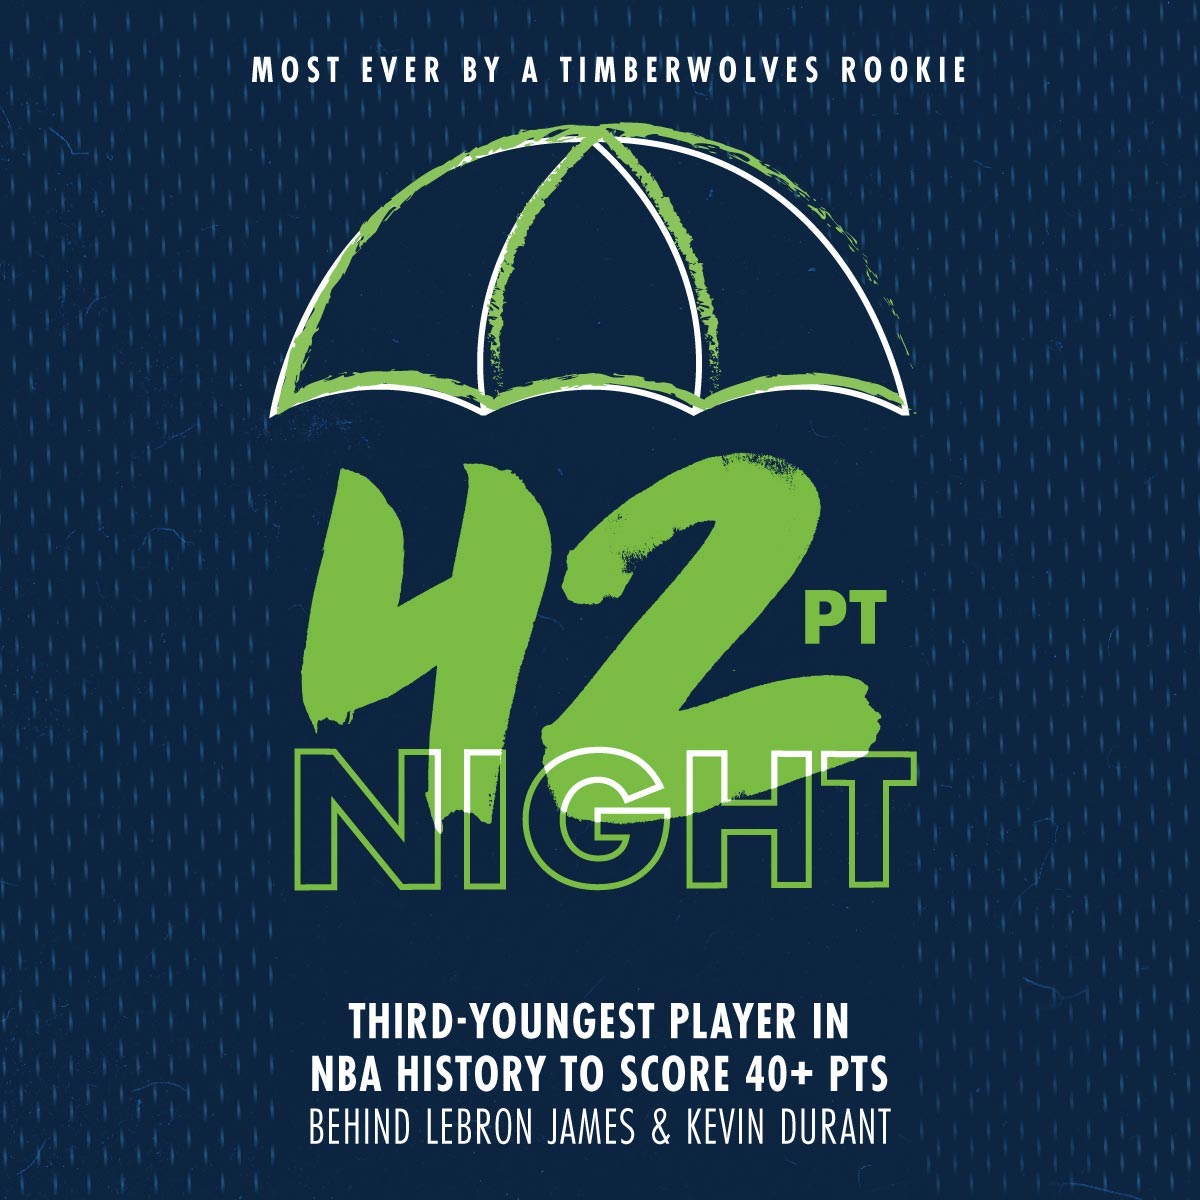 MOST EVER BY A TIMBERWOLVES ROOKIE
42
PT
NIGHT
THIRD-YOUNGEST PLAYER IN
NBA HISTORY TO SCORE 40+ PTS
BEHIND LEBRON JAMES & KEVIN DURANT